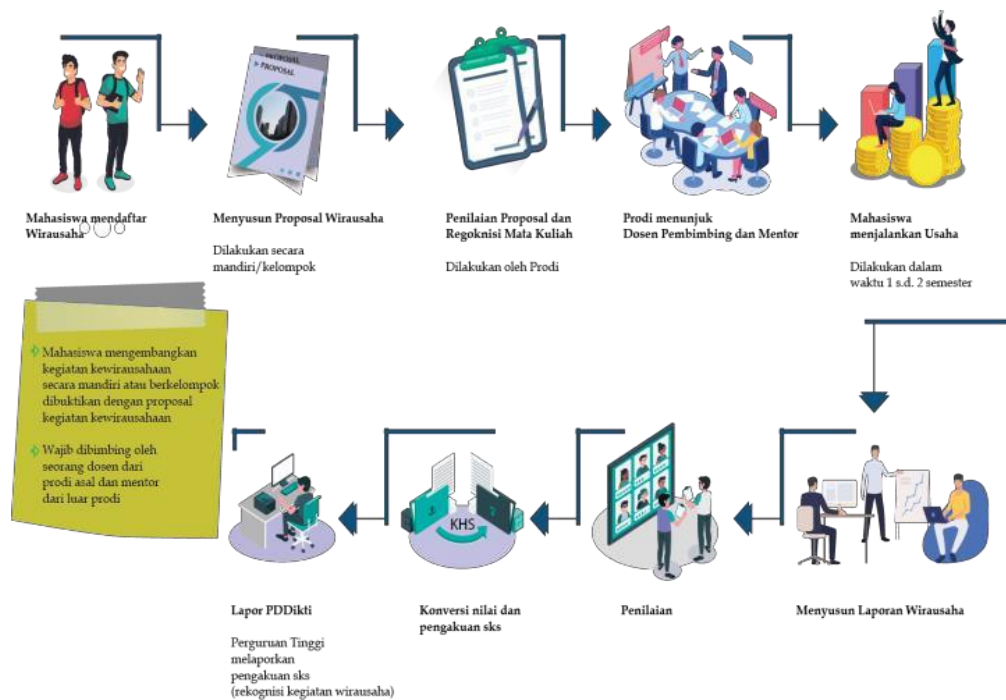 PROPOSAL
PROPOSAL
Mahasiswa mendaftar
Wirausaha
Menyusun Proposal Wirausaha
Dilakukan secara
mandiri/kelompok
Penilaian Proposal dan
Regoknisi Mata Kuliah
Dilakukan oleh Prodi
Prodi menunjuk
Dosen Pembimbing dan Mentor
Mahasiswa
menjalankan Usaha
Dilakukan dalam
waktu 1 s.d. 2 semester
Mahasiswa mengembangkan
kegiatan kewirausahaan
secara mandiri atau berkelompok
dibuktikan dengan proposal
kegiatan kewirausahaan
Wajib dibimbing oleh
seorang dosen dari
prodi asal dan mentor
dari luar prodi
KHS
Lapor PDDikti
Perguruan Tinggi
melaporkan
pengakuan sks
(rekognisi kegiatan wirausaha)
Konversi nilai dan
pengakuan sks
Penilaian
Menyusun Laporan Wirausaha